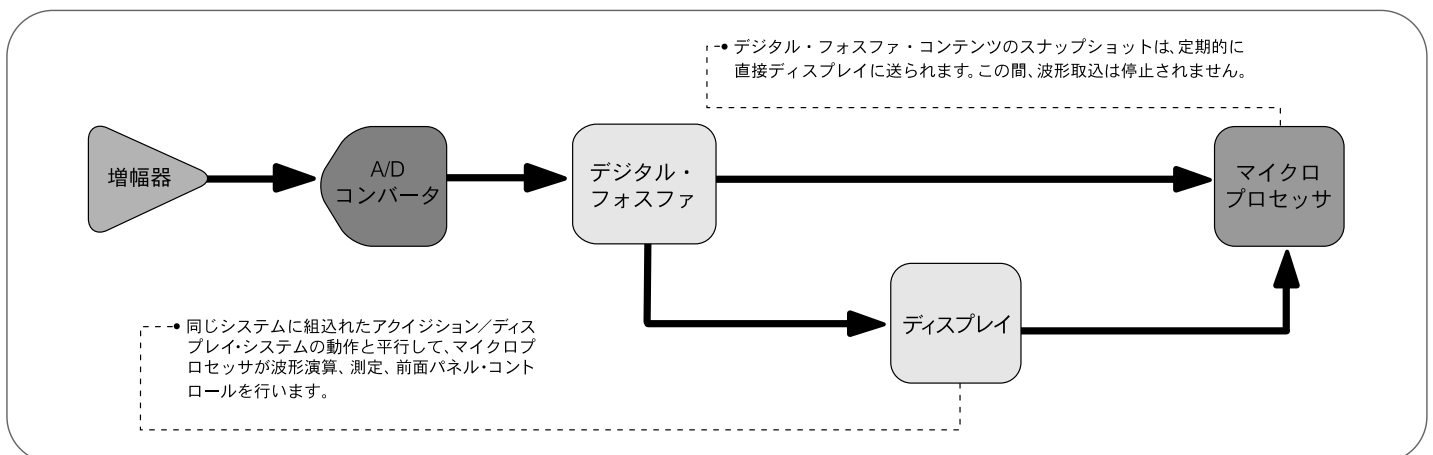 • デジタル・フォスファ・コンテンツのスナップショットは、定期的に
直接ディスプレイに送られます。この間、波形取込は停止されません。
増幅器
A/D
コンバータ
デジタル・
フォスファ
マイクロ
プロセッサ
ディスプレイ
• 同じシステムに組込れたアクイジション／ディス
プレイ・システムの動作と平行して、マイクロプ
ロセッサが波形演算、測定、前面パネル・コント
ロールを行います。